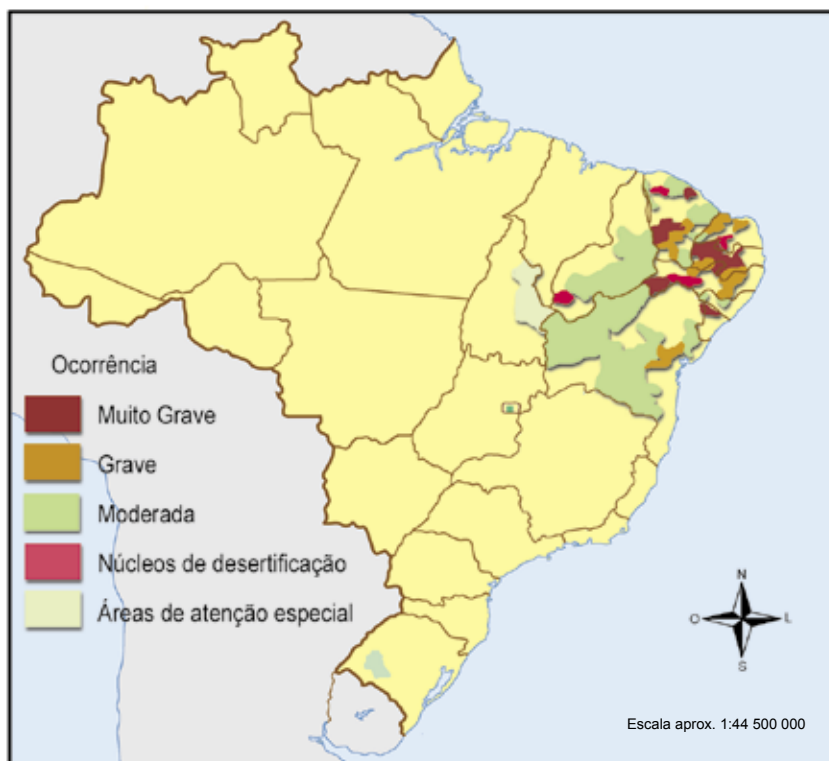 Ocorrência
Muito Grave
Grave
Moderada
Núcleos de desertificação
Áreas de atenção especial
N
O L
S
Escala aprox. 1:44 500 000